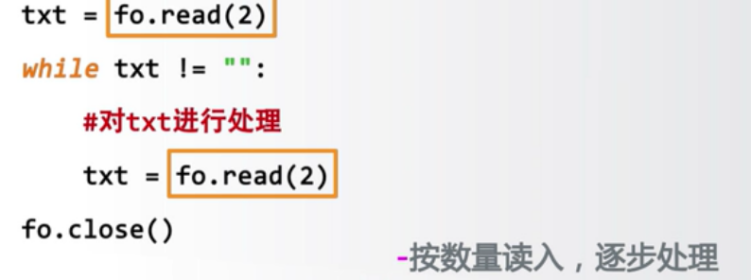 txt = fo.read(2)
while txt != "":
    #对txt进行处理
    txt = fo.read(2)
fo.close()
-按数量读入，逐步处理